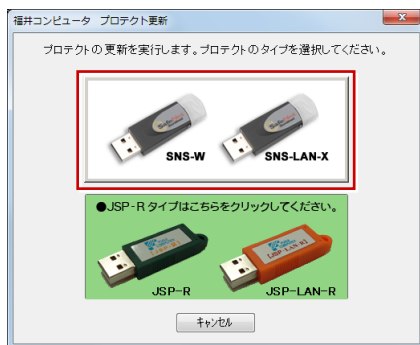 福井コンピュータ　プロテクト更新
プロテクトの更新を実行します。プロテクトのタイプを選択してください。
SNS-W
SNS-LAN-X
●JSP-Rタイプはこちらをクリックしてください。
JSP-R
JSP-LAN-R
キャンセル